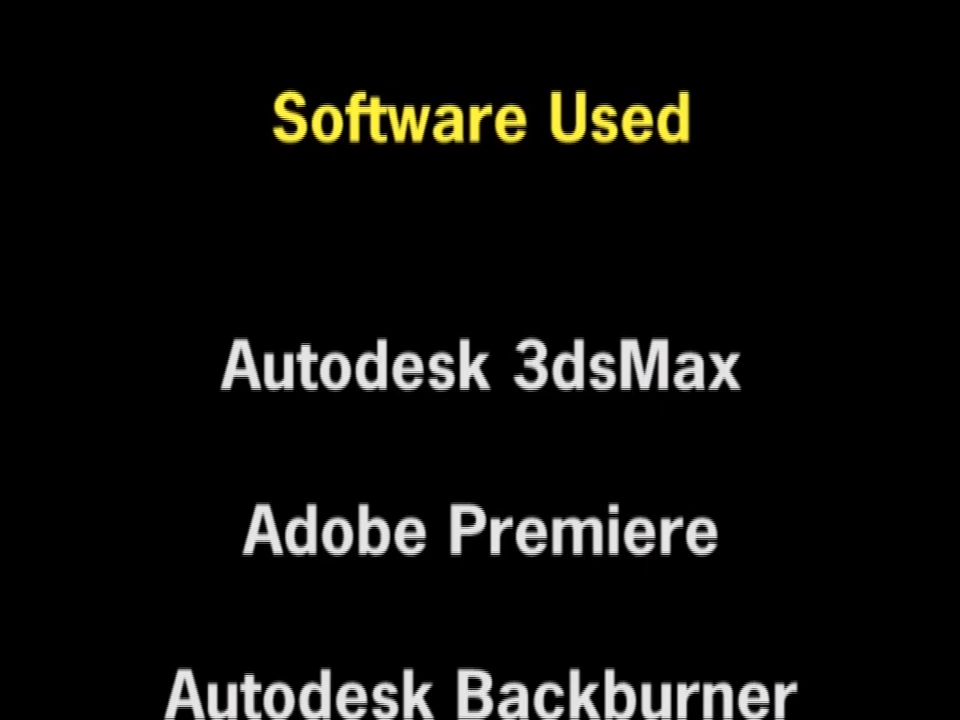 Software Used
Autodesk 3dsMax
Adobe Premiere
Autodesk Backburner